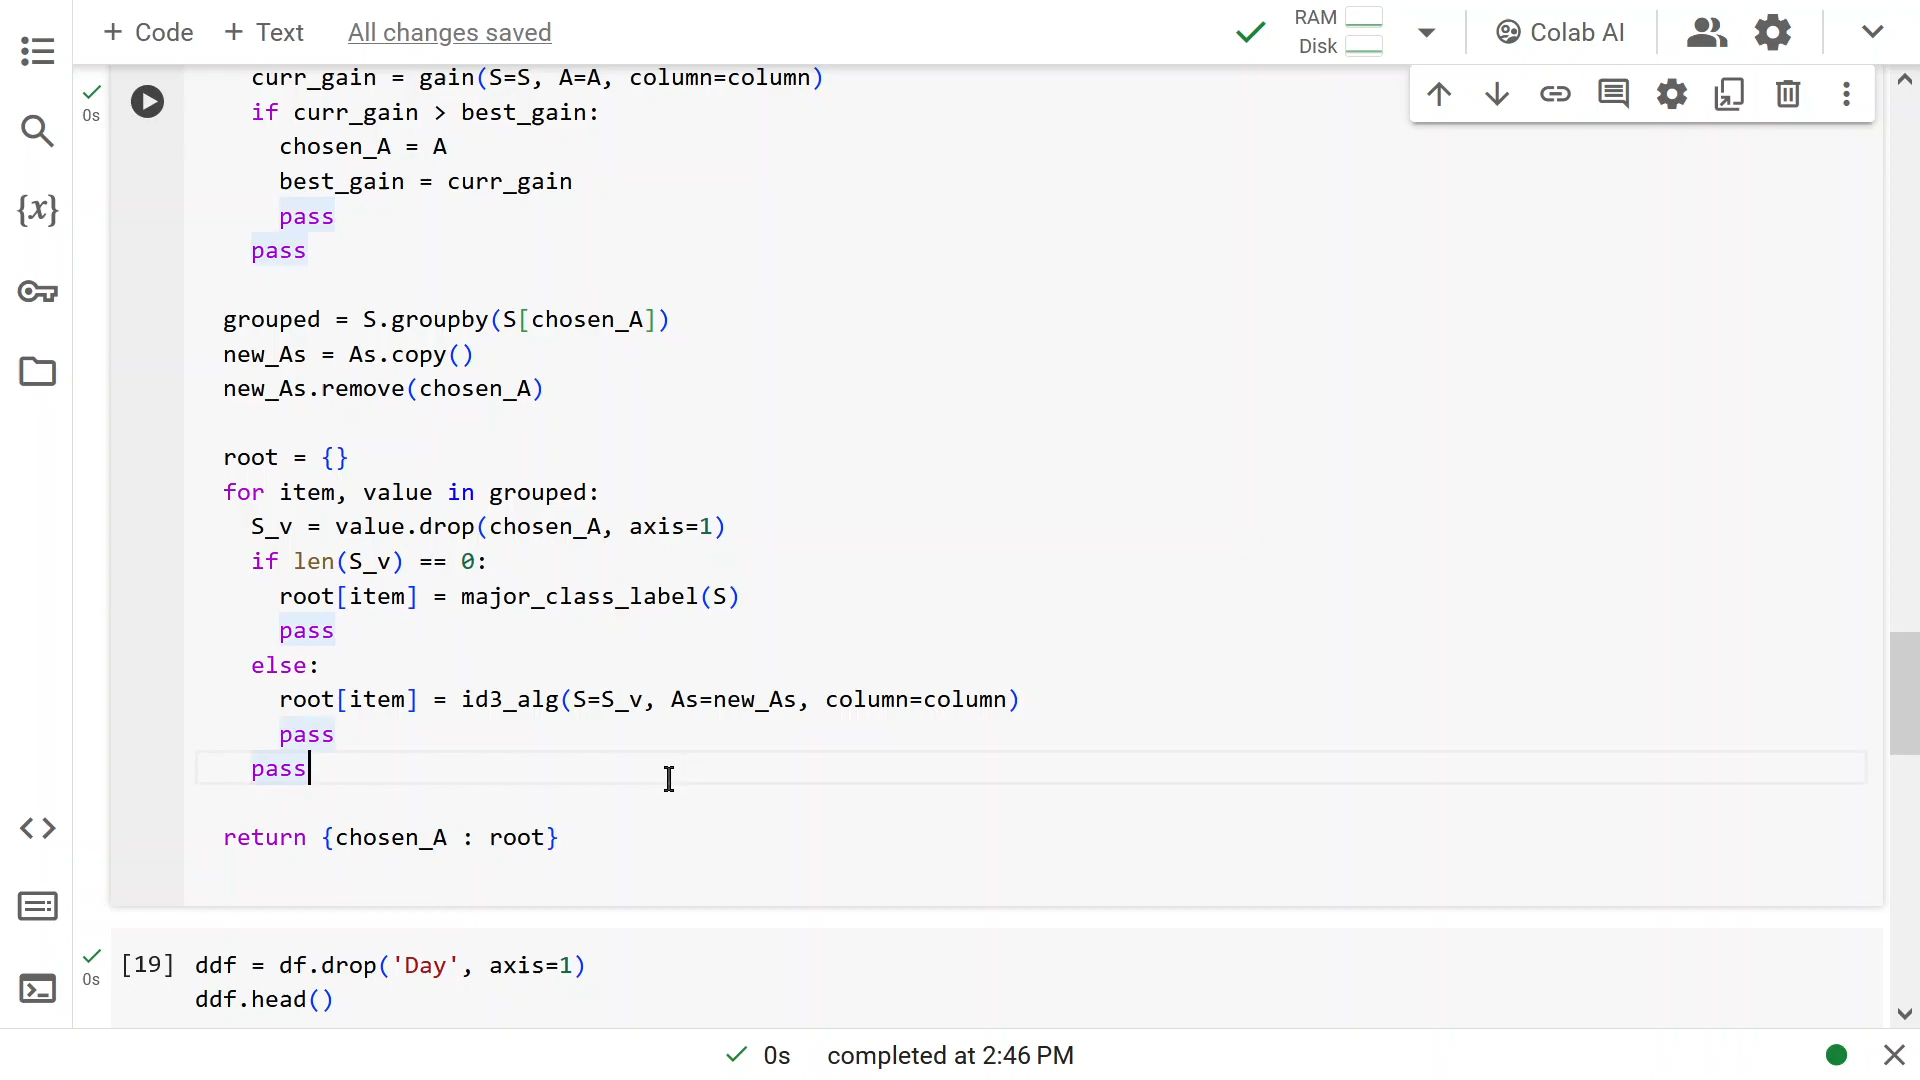 + Code + Text All changes saved RAM Disk Colab AI
0s curr_gain = gain(S=S, A=A, column=column)
if curr_gain > best_gain:
chosen_A = A
best_gain = curr_gain
pass
pass
grouped = S.groupby(S[chosen_A])
new_As = As.copy()
new_As.remove(chosen_A)
root = {}
for item, value in grouped:
S_v = value.drop(chosen_A, axis=1)
if len(S_v) == 0:
root[item] = major_class_label(S)
pass
else:
root[item] = id3_alg(S=S_v, As=new_As, column=column)
pass
pass
return {chosen_A : root}
0s [19] ddf = df.drop('Day', axis=1)
ddf.head()
0s completed at 2:46 PM